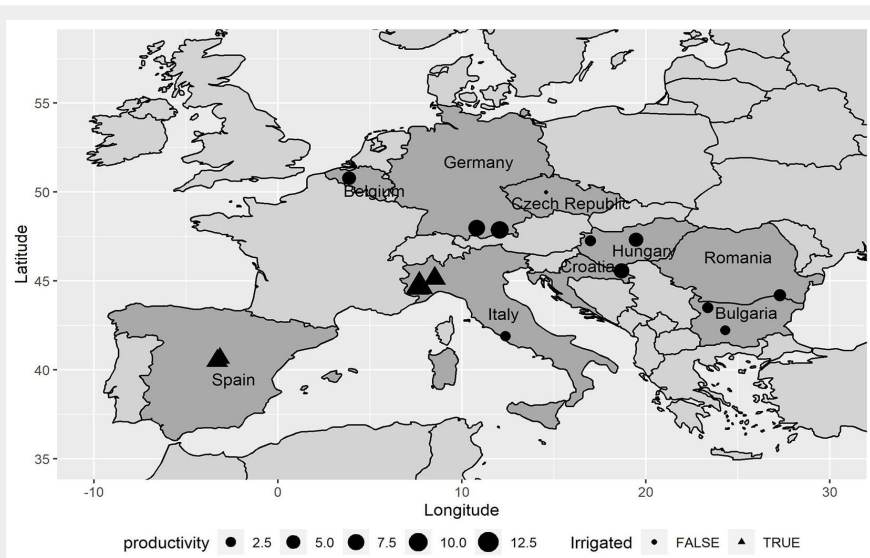 55
50
45
40
35
Latitude
Germany
Belgium
Czech Republic
Hungary
Croatia
Romania
Bulgaria
Italy
Spain
-10 0 10 20 30
Longitude
productivity 2.5 5.0 7.5 10.0 12.5 Irrigated FALSE TRUE